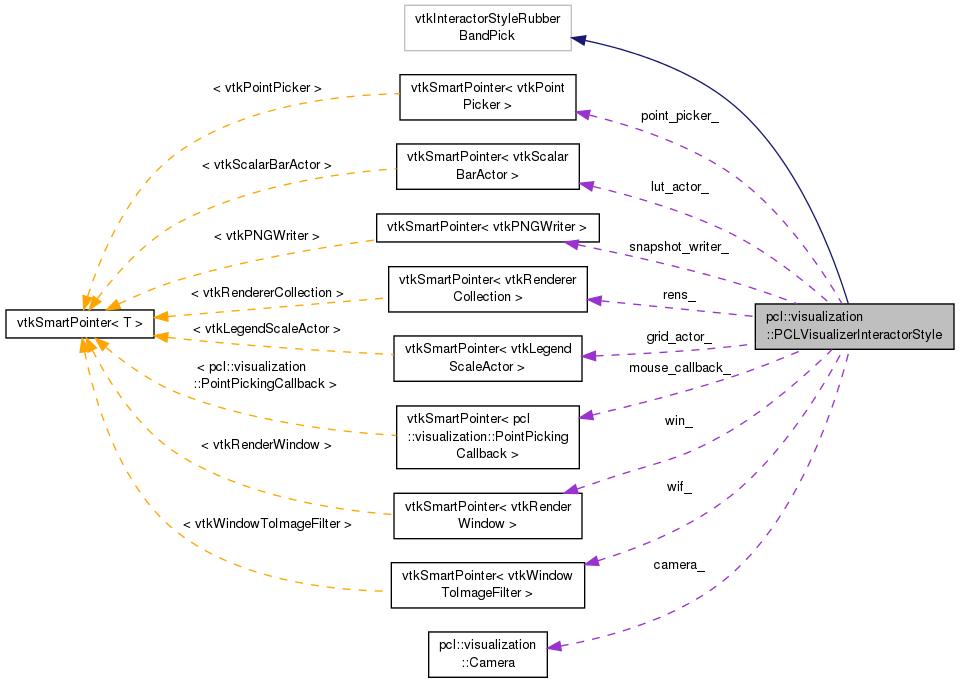 vtkInteractorStyleRubber
BandPick
< vtkPointPicker >
vtkSmartPointer< vtkPoint
Picker >
point_picker_
< vtkScalarBarActor >
vtkSmartPointer< vtkScalar
BarActor >
lut_actor_
< vtkPNGWriter >
vtkSmartPointer< vtkPNGWriter >
snapshot_writer_
< vtkRendererCollection >
vtkSmartPointer< vtkRenderer
Collection >
rens_
vtkSmartPointer< T >
pcl::visualization
::PCLVisualizerInteractorStyle
< vtkLegendScaleActor >
vtkSmartPointer< vtkLegend
ScaleActor >
grid_actor_
< pcl::visualization
::PointPickingCallback >
vtkSmartPointer< pcl
::visualization::PointPicking
Callback >
mouse_callback_
< vtkRenderWindow >
vtkSmartPointer< vtkRender
Window >
win_
< vtkWindowToImageFilter >
vtkSmartPointer< vtkWindow
ToImageFilter >
wif_
pcl::visualization
::Camera
camera_